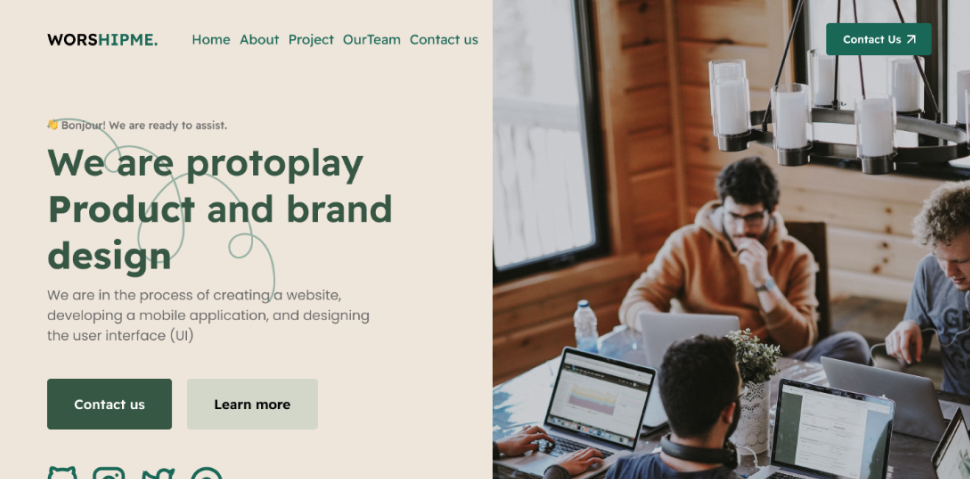 WORSHIPME.
Home About Project OurTeam Contact us
Contact Us
👋 Bonjour! We are ready to assist.
We are protoplay
Product and brand
design
We are in the process of creating a website,
developing a mobile application, and designing
the user interface (UI)
Contact us
Learn more